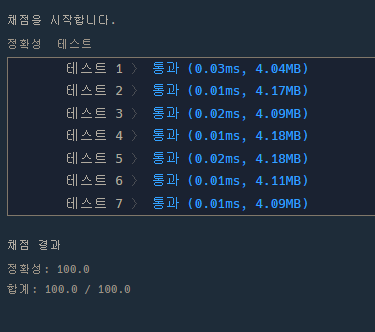 채점을 시작합니다.
정확성 테스트
테스트 1 〉 통과 (0.03ms, 4.04MB)
테스트 2 〉 통과 (0.01ms, 4.17MB)
테스트 3 〉 통과 (0.02ms, 4.09MB)
테스트 4 〉 통과 (0.01ms, 4.18MB)
테스트 5 〉 통과 (0.02ms, 4.18MB)
테스트 6 〉 통과 (0.01ms, 4.11MB)
테스트 7 〉 통과 (0.01ms, 4.09MB)
채점 결과
정확성: 100.0
합계: 100.0 / 100.0